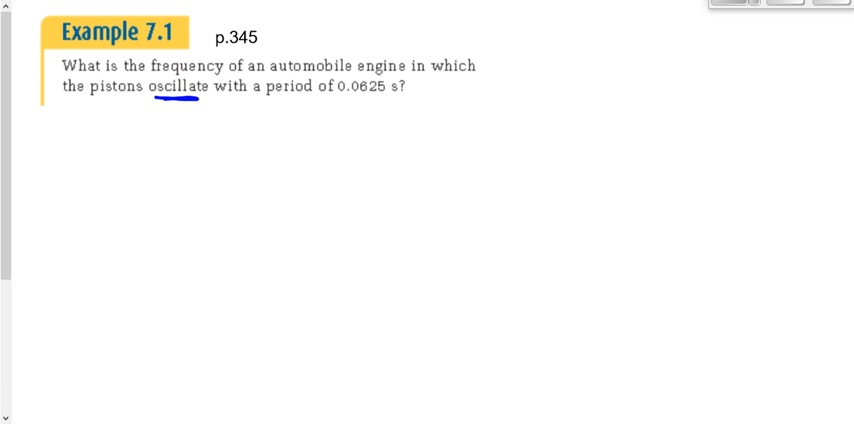 Example 7.1
p.345
What is the frequency of an automobile engine in which
the pistons oscillate with a period of 0.0625 s?